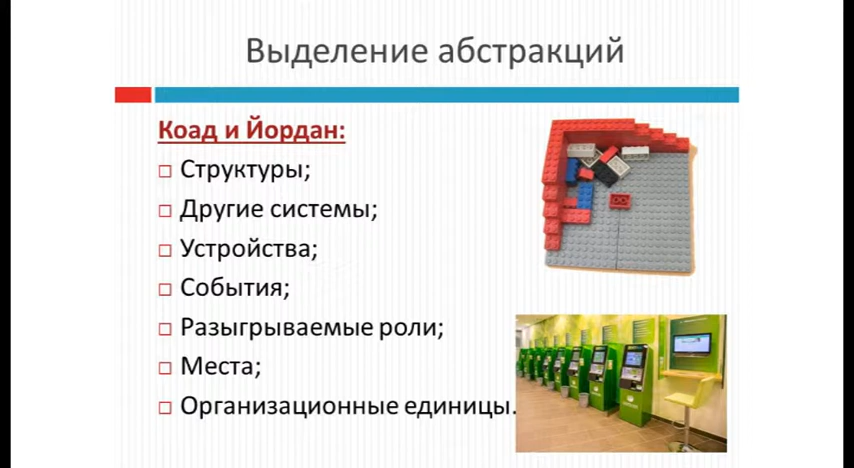 Выделение абстракций
Коад и Йордан:
Структуры;
Другие системы;
Устройства;
События;
Разыгрываемые роли;
Места;
Организационные единицы.